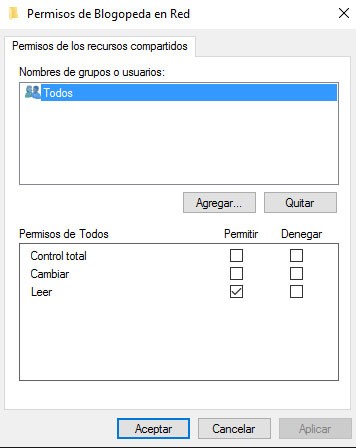 Permisos de Blogopeda en Red
Permisos de los recursos compartidos
Nombres de grupos o usuarios:
Todos
Agregar...
Quitar
Permisos de Todos
Permitir
Denegar
Control total
Cambiar
Leer
Aceptar
Cancelar
Aplicar